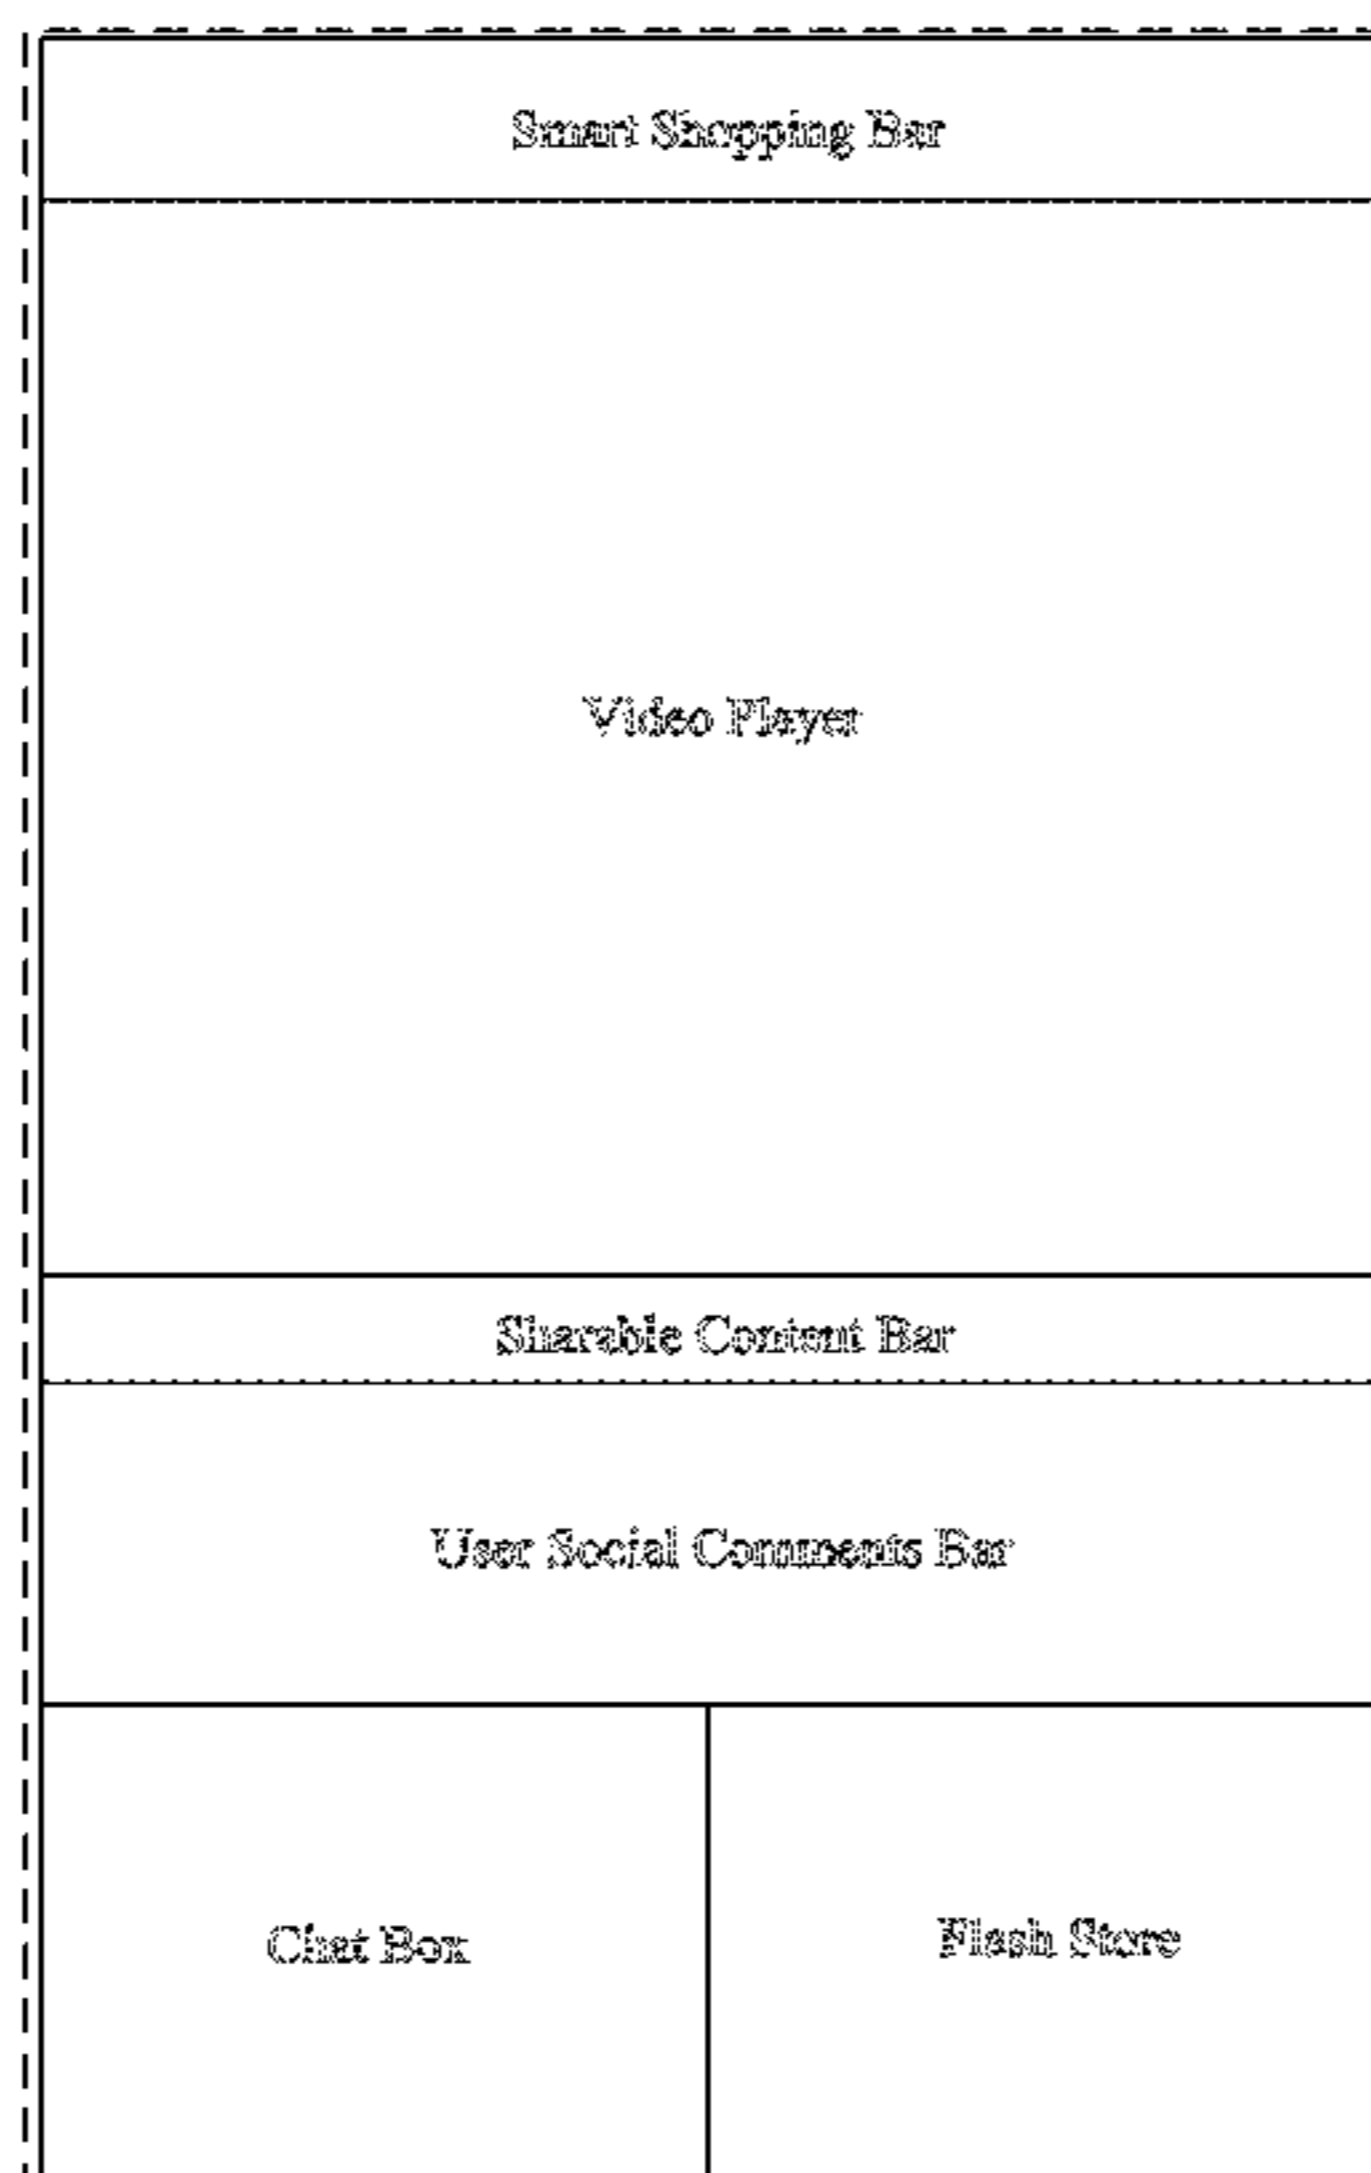 Smart Shopping Bar
Video Player
Sharable Content Bar
User Social Comments Bar
Chat Box
Flash Store